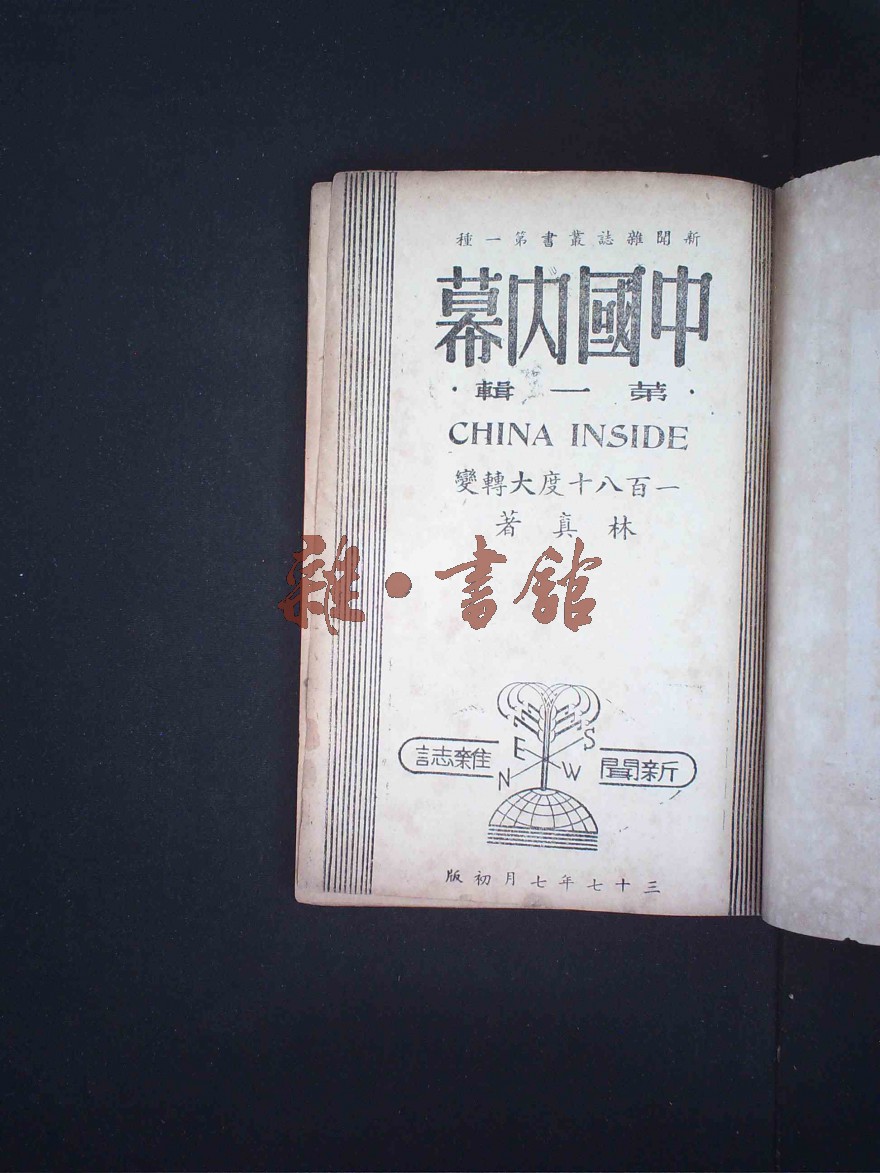 新聞雜誌叢書第一種
中國內幕
·第一輯·
CHINA INSIDE
一百八十度大轉變
林真著
雜·書館
N E W S
新聞雜誌
三十七年七月初版